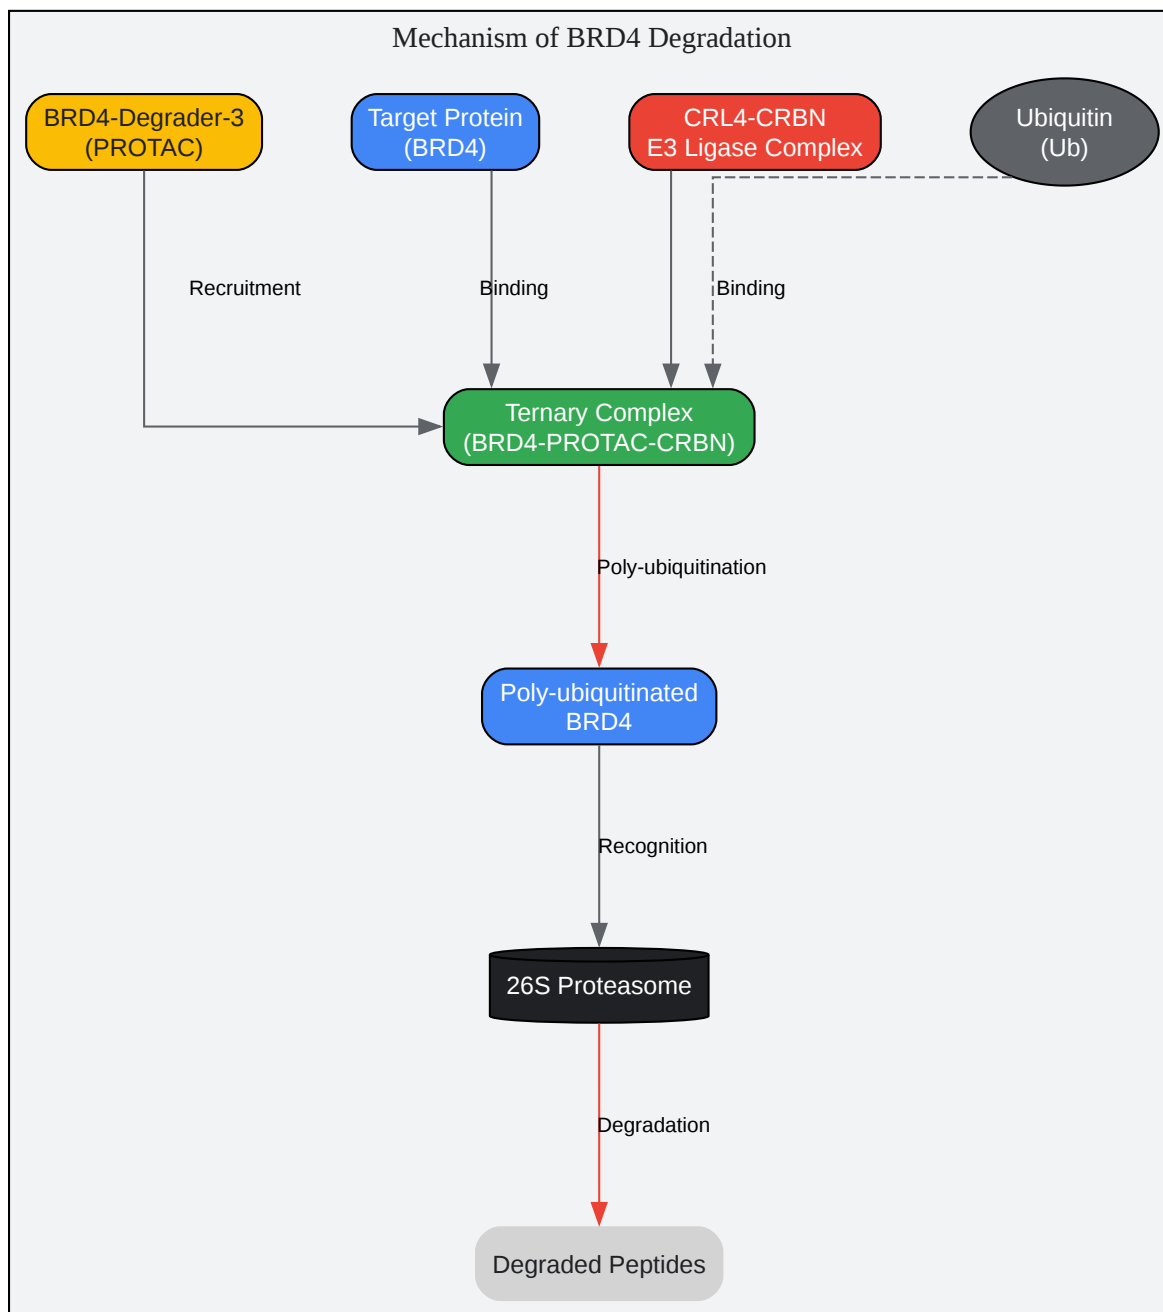 Mechanism of BRD4 Degradation
BRD4-Degrader-3
(PROTAC)
Target Protein
(BRD4)
CRL4-CRBN
E3 Ligase Complex
Ubiquitin
(Ub)
Recruitment
Binding
Binding
Ternary Complex
(BRD4-PROTAC-CRBN)
Poly-ubiquitination
Poly-ubiquitinated
BRD4
Recognition
26S Proteasome
Degradation
Degraded Peptides